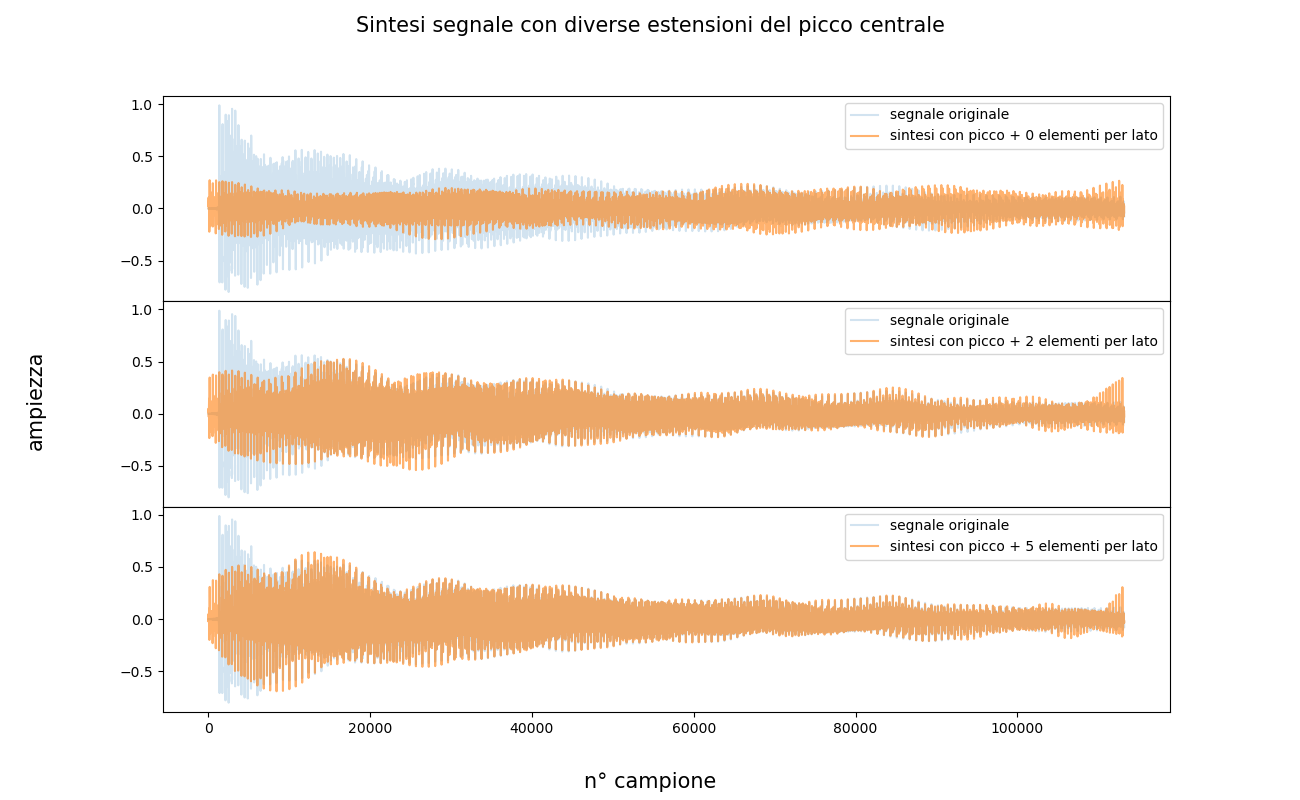 Sintesi segnale con diverse estensioni del picco centrale
1.0
0.5
0.0
−0.5
segnale originale
sintesi con picco + 0 elementi per lato
1.0
0.5
0.0
−0.5
segnale originale
sintesi con picco + 2 elementi per lato
ampiezza
1.0
0.5
0.0
−0.5
segnale originale
sintesi con picco + 5 elementi per lato
0 20000 40000 60000 80000 100000
n° campione